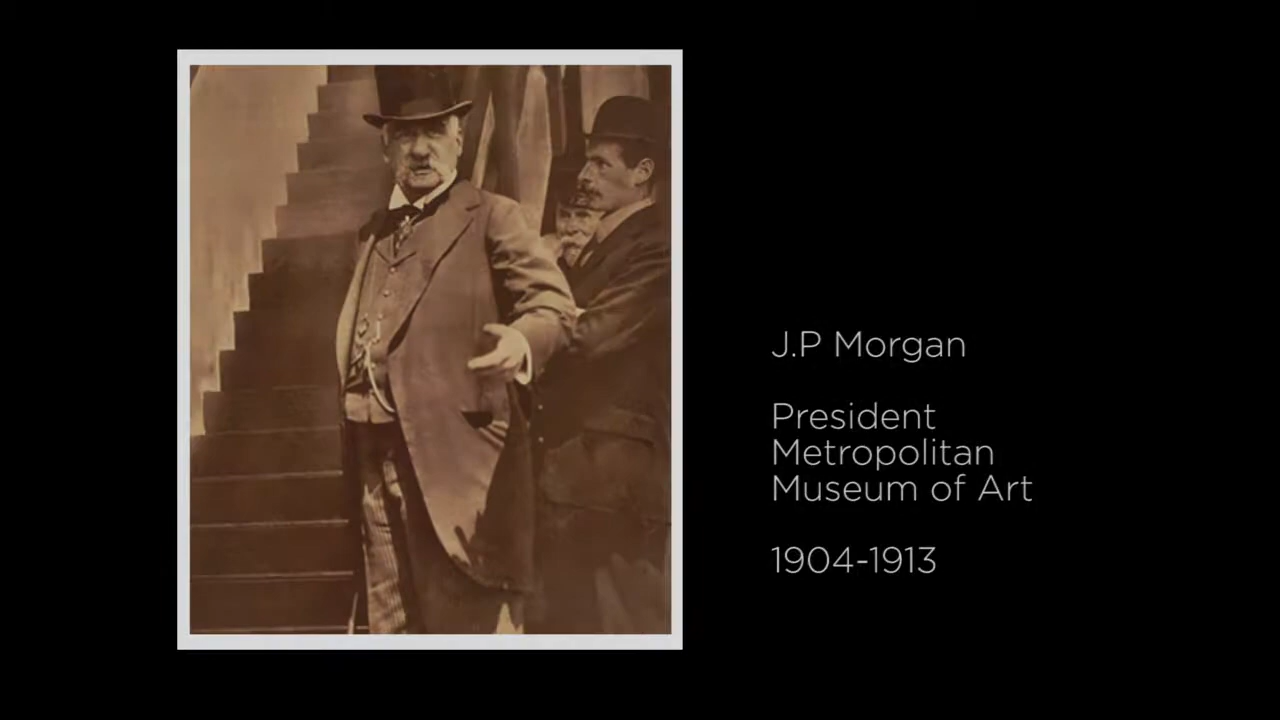 J.P Morgan
President
Metropolitan
Museum of Art
1904-1913